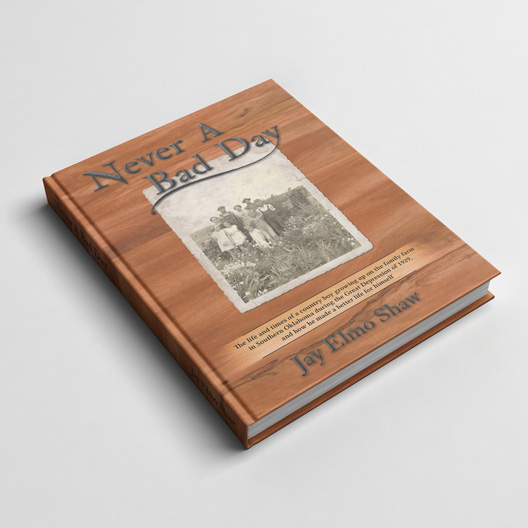 Never A
Bad Day
The life and times of a country boy growing up on the family farm
in Southern Oklahoma during the Great Depression of 1929,
and how he made a better life for himself
Jay Elmo Shaw